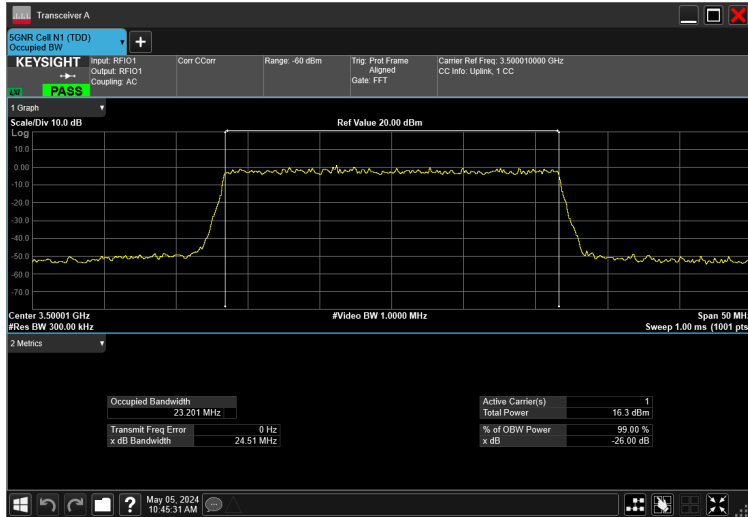 Transceiver A
5GNR Cell N1 (TDD)
Occupied BW
KEYSIGHT
LXI
PASS
Input: RFIO1
Output: RFIO1
Coupling: AC
Corr CCorr
Range: -60 dBm
Trig: Prot Frame
Aligned
Gate: FFT
Carrier Ref Freq: 3.500010000 GHz
CC Info: Uplink, 1 CC
1 Graph
Scale/Div 10.0 dB
Ref Value 20.00 dBm
Log
10.0
0.00
-10.0
-20.0
-30.0
-40.0
-50.0
-60.0
-70.0
Center 3.50001 GHz
#Video BW 1.0000 MHz
Span 50 MH
#Res BW 300.00 kHz
Sweep 1.00 ms (1001 pts
2 Metrics
Occupied Bandwidth
23.201 MHz
Transmit Freq Error 0 Hz
x dB Bandwidth 24.51 MHz
Active Carrier(s) 1
Total Power 16.3 dBm
% of OBW Power 99.00 %
x dB -26.00 dB
?
May 05, 2024
10:45:31 AM